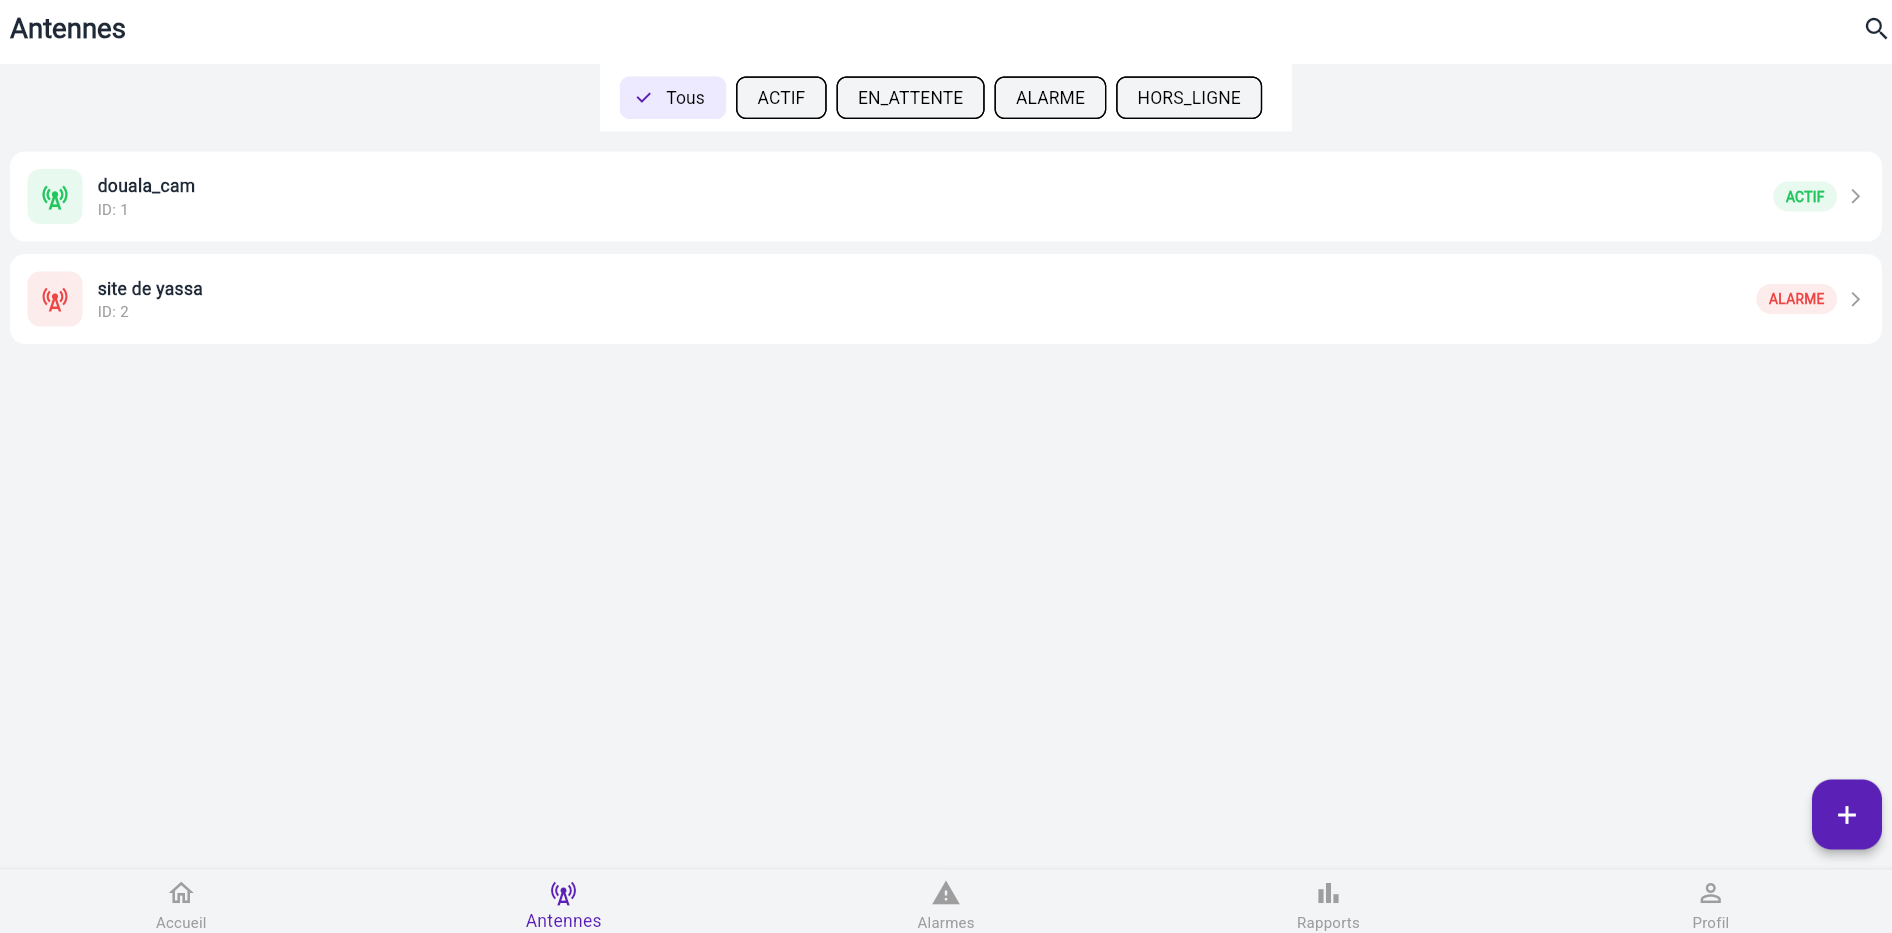 Antennes
Tous ACTIF EN_ATTENTE ALARME HORS_LIGNE
douala_cam
ID: 1
ACTIF
site de yassa
ID: 2
ALARME
Accueil Antennes Alarmes Rapports Profil